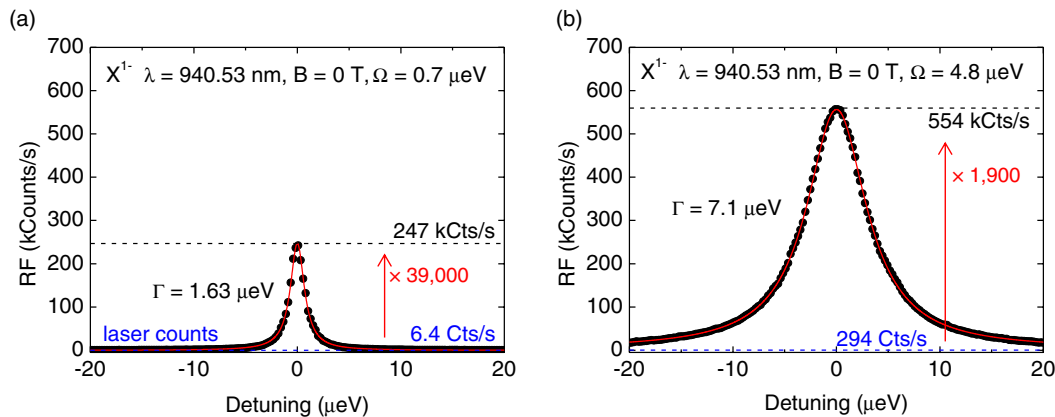 (a)
700
600
500
400
300
200
100
0
RF (kCounts/s)
X1- λ = 940.53 nm, B = 0 T, Ω = 0.7 μeV
247 kCts/s
× 39,000
Γ = 1.63 μeV
laser counts
6.4 Cts/s
-20
-10
0
10
20
Detuning (μeV)
(b)
700
600
500
400
300
200
100
0
RF (kCounts/s)
X1- λ = 940.53 nm, B = 0 T, Ω = 4.8 μeV
554 kCts/s
× 1,900
Γ = 7.1 μeV
294 Cts/s
-20
-10
0
10
20
Detuning (μeV)